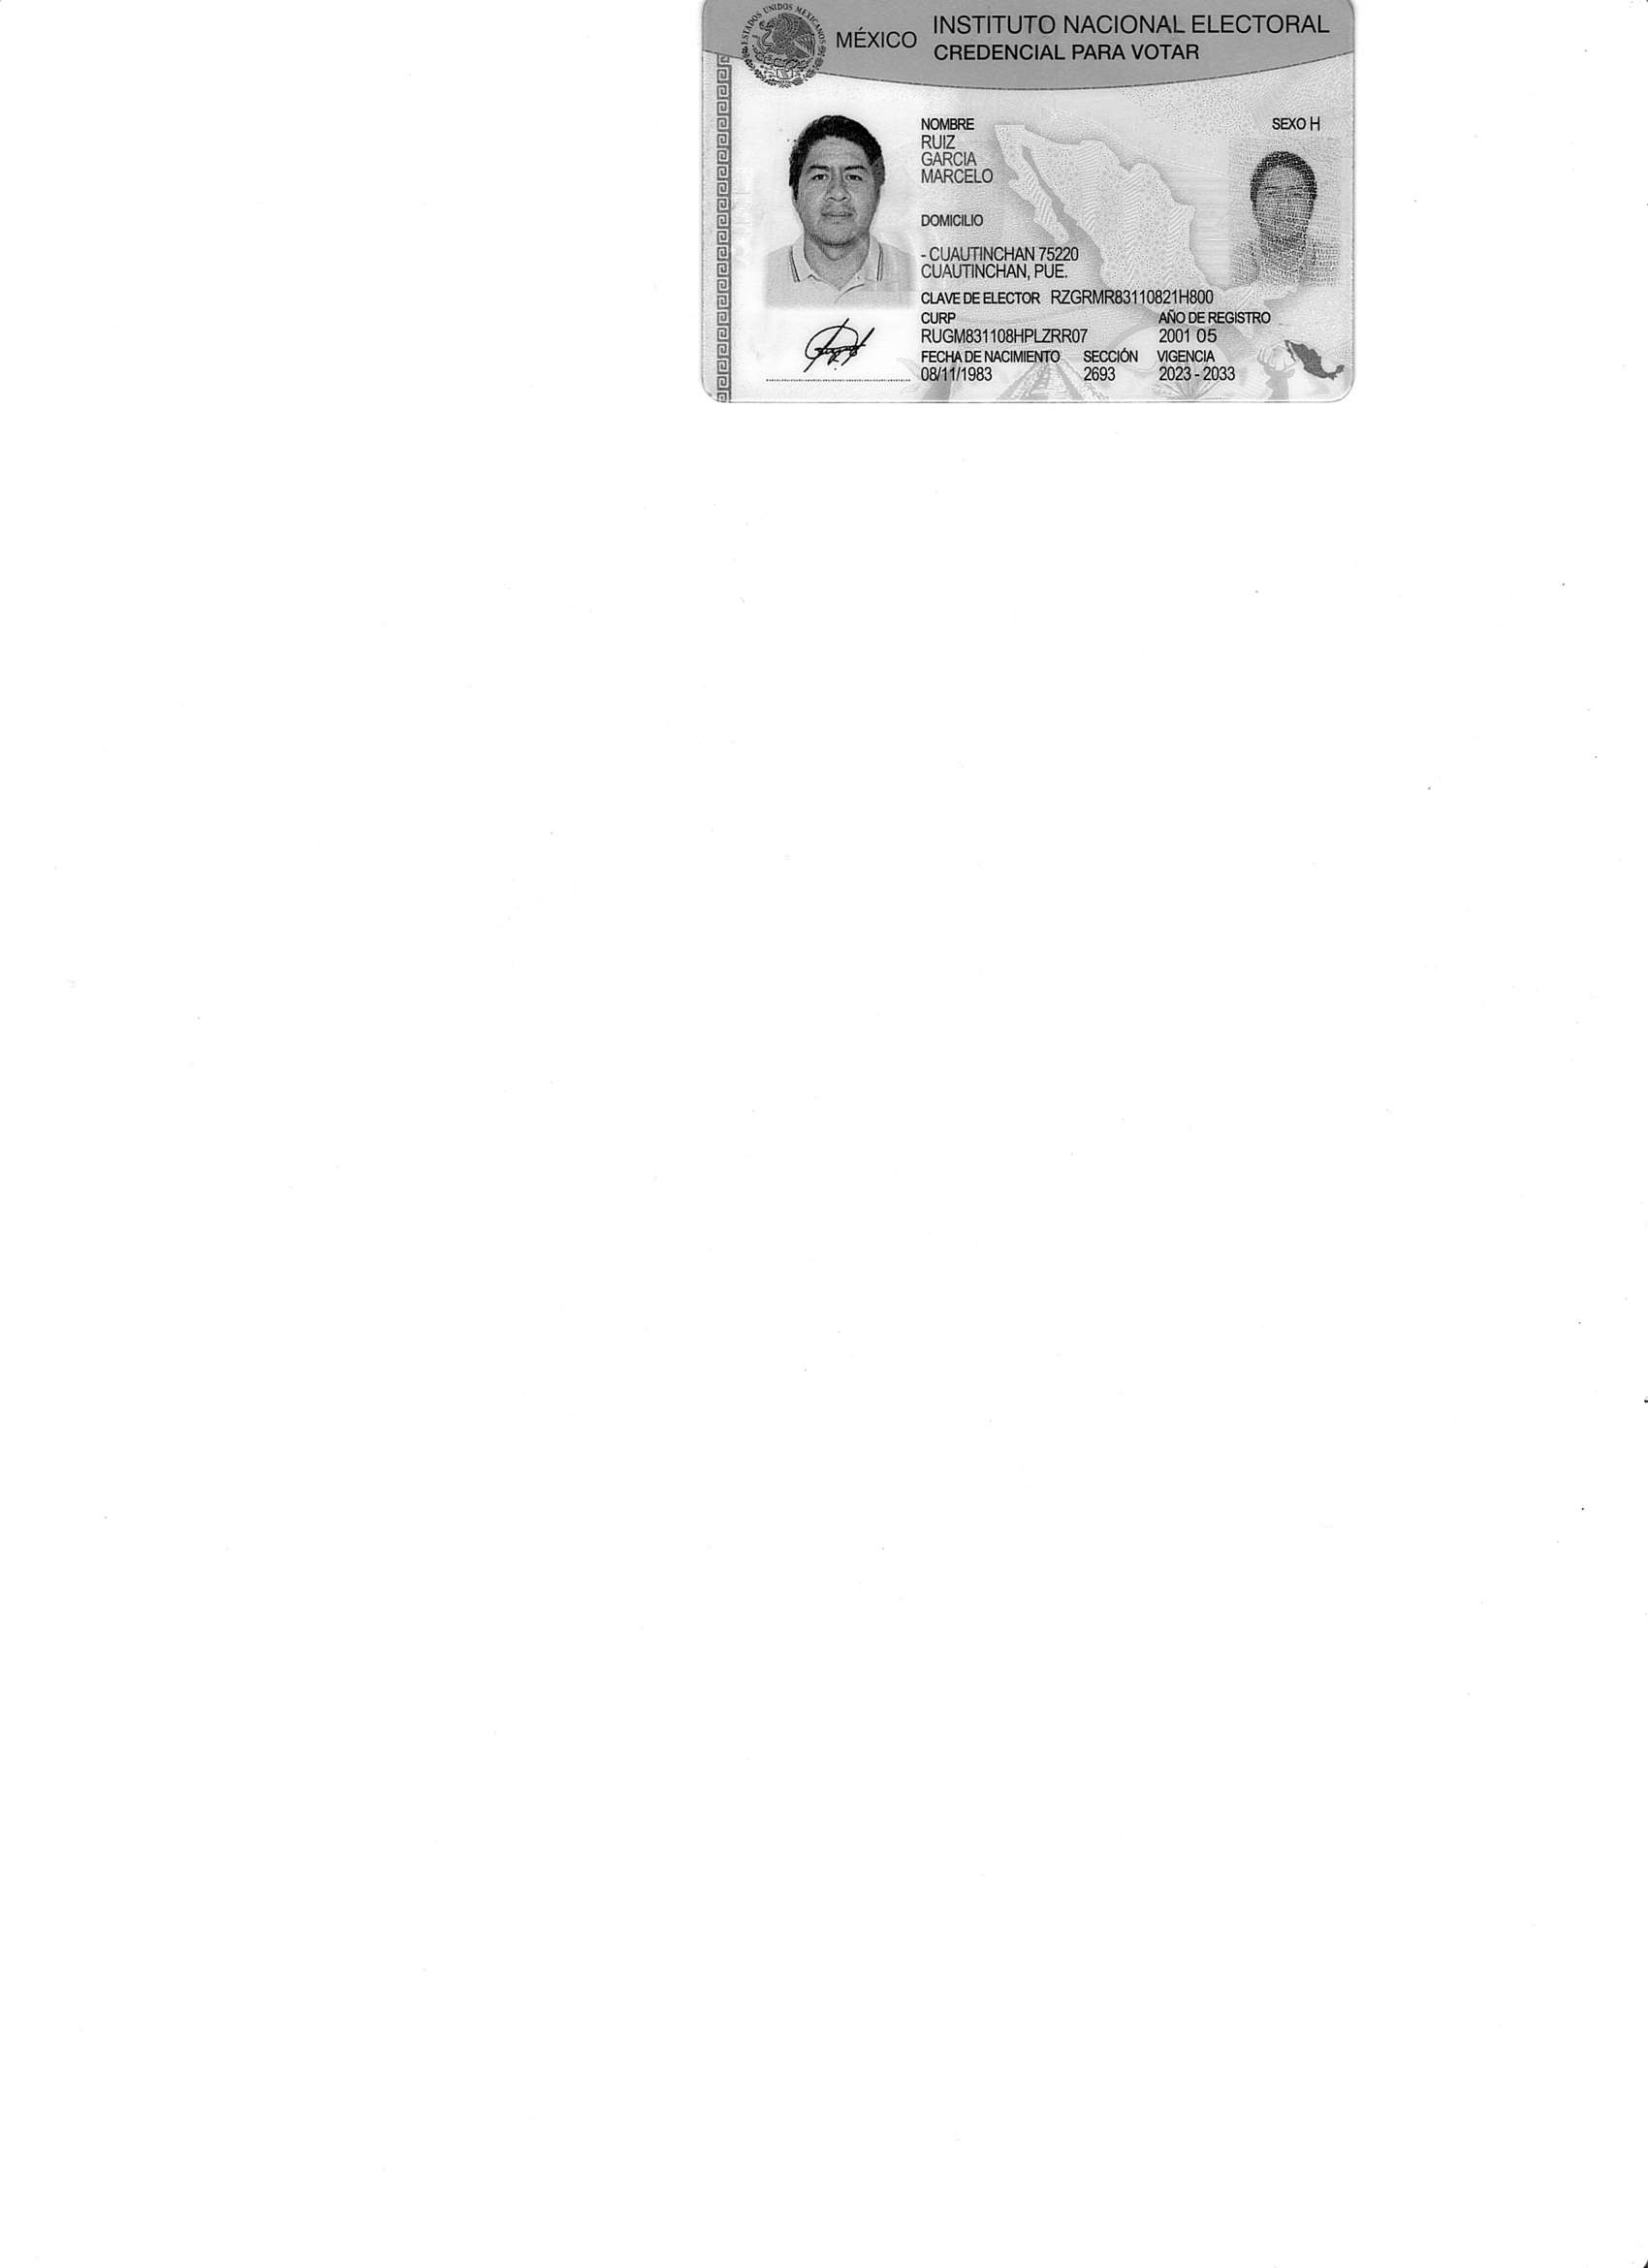 ESTADOS UNIDOS MEXICANOS
MÉXICO
INSTITUTO NACIONAL ELECTORAL
CREDENCIAL PARA VOTAR
NOMBRE
RUIZ
GARCIA
MARCELO
SEXO H
DOMICILIO
- CUAUTINCHAN 75220
CUAUTINCHAN, PUE.
CLAVE DE ELECTOR RZGRMR83110821H800
CURP
RUGM831108HPLZRR07
AÑO DE REGISTRO
2001 05
FECHA DE NACIMIENTO
08/11/1983
SECCIÓN
2693
VIGENCIA
2023 - 2033